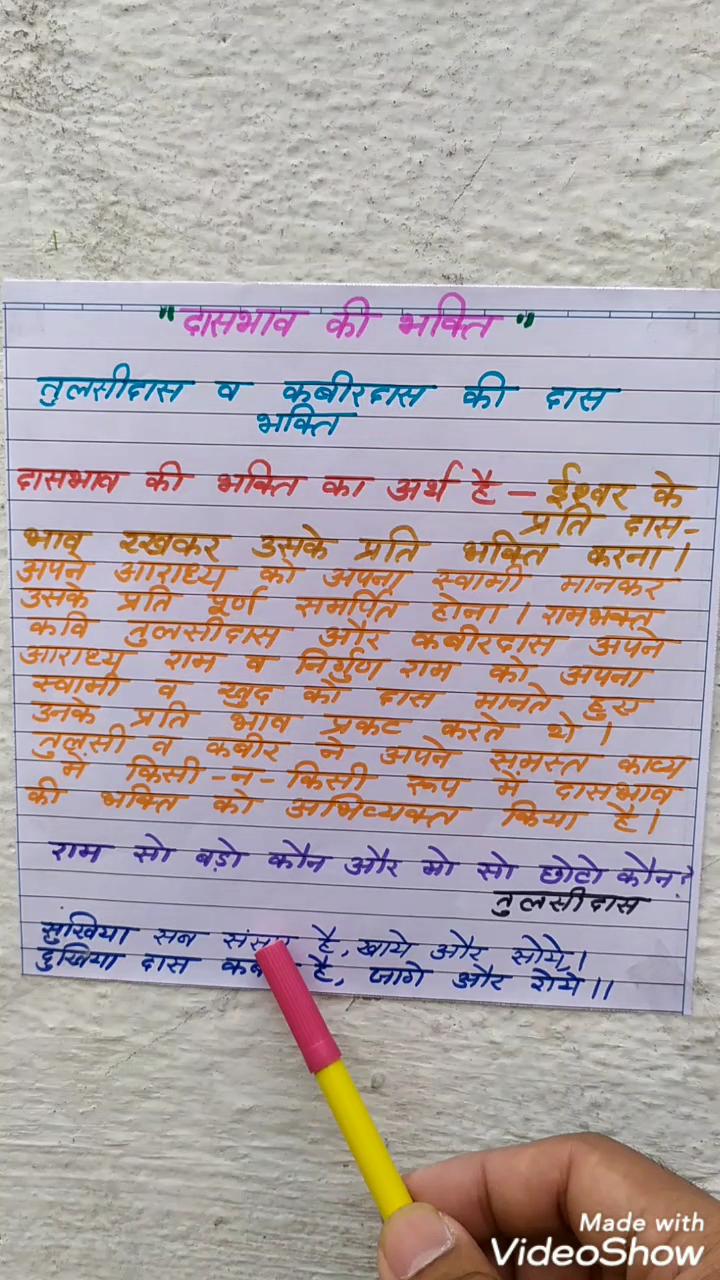 "दासभाव की भक्ति"
तुलसीदास व कबीरदास की दास
भक्ति
दासभाव की भक्ति का अर्थ है – ईश्वर के
प्रति दास-
भाव रखकर उसके प्रति भक्ति करना।
अपने आराध्य को अपना स्वामी मानकर
उसके प्रति पूर्ण समर्पित होना। रामभक्त
कवि तुलसीदास और कबीरदास अपने
आराध्य राम व निर्गुण राम को अपना
स्वामी व खुद को दास मानते हुए
उनके प्रति भाव प्रकट करते थे।
तुलसी व कबीर ने अपने समस्त काव्य
में किसी-न-किसी रूप में दासभाव
की भक्ति को अभिव्यक्त किया है।
राम सो बड़ो कौन और मो सो छोटो कौन?
तुलसीदास
सुखिया सब संसार है, खाये और सोये।
दुखिया दास है, जागे और रोये।।
Made with
VideoShow